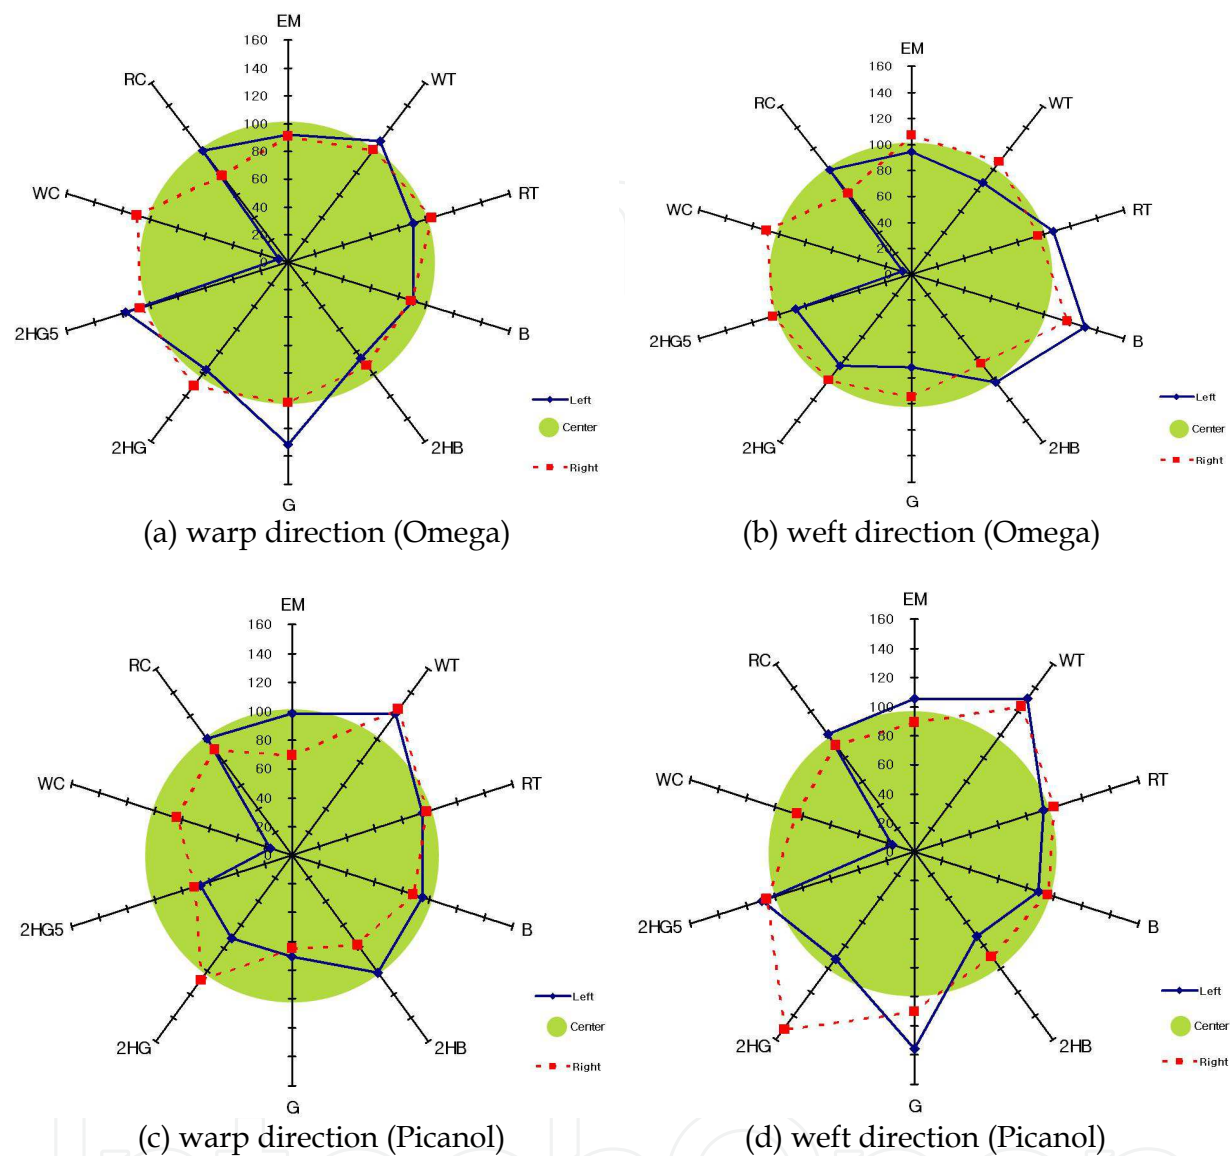 EM
160
140
120
100
80
60
40
20
0
RC
WT
WC
RT
2HG5
B
2HG
2HB
G
Left
Center
Right
(a) warp direction (Omega)
EM
160
140
120
100
80
60
40
20
0
RC
WT
WC
RT
2HG5
B
2HG
2HB
G
Left
Center
Right
(b) weft direction (Omega)
EM
160
140
120
100
80
60
40
20
0
RC
WT
WC
RT
2HG5
B
2HG
2HB
G
Left
Center
Right
(c) warp direction (Picanol)
EM
160
140
120
100
80
60
40
20
0
RC
WT
WC
RT
2HG5
B
2HG
2HB
G
Left
Center
Right
(d) weft direction (Picanol)